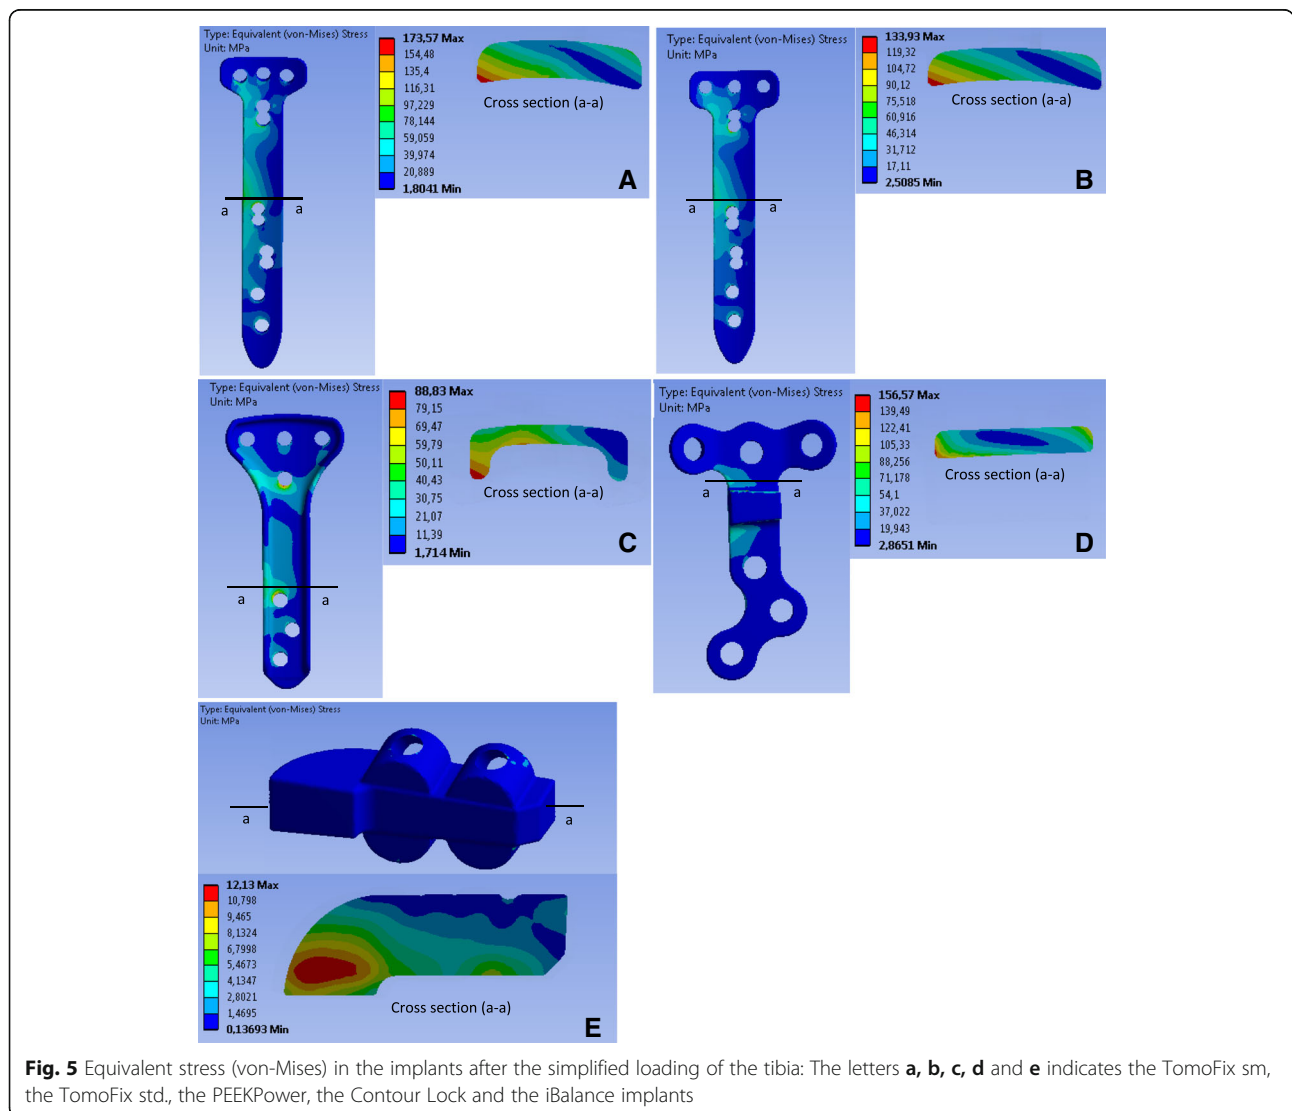 Type: Equivalent (von-Mises) Stress
Unit: MPa
173,57 Max
154,48
135,4
116,31
97,229
78,144
59,059
39,974
20,889
1,8041 Min
Cross section (a-a)
A
a a
Type: Equivalent (von-Mises) Stress
Unit: MPa
133,93 Max
119,32
104,72
90,12
75,518
60,916
46,314
31,712
17,11
2,5085 Min
Cross section (a-a)
B
a a
Type: Equivalent (von-Mises) Stress
Unit: MPa
88,83 Max
79,15
69,47
59,79
50,11
40,43
30,75
21,07
11,39
1,714 Min
Cross section (a-a)
C
a a
Type: Equivalent (von-Mises) Stress
Unit: MPa
156,57 Max
139,49
122,41
105,33
88,256
71,178
54,1
37,022
19,943
2,8651 Min
Cross section (a-a)
D
a a
Type: Equivalent (von-Mises) Stress
Unit: MPa
a a
12,13 Max
10,798
9,465
8,1324
6,7998
5,4673
4,1347
2,8021
1,4695
0,13693 Min
Cross section (a-a)
E
Fig. 5 Equivalent stress (von-Mises) in the implants after the simplified loading of the tibia: The letters a, b, c, d and e indicates the TomoFix sm,
the TomoFix std., the PEEKPower, the Contour Lock and the iBalance implants